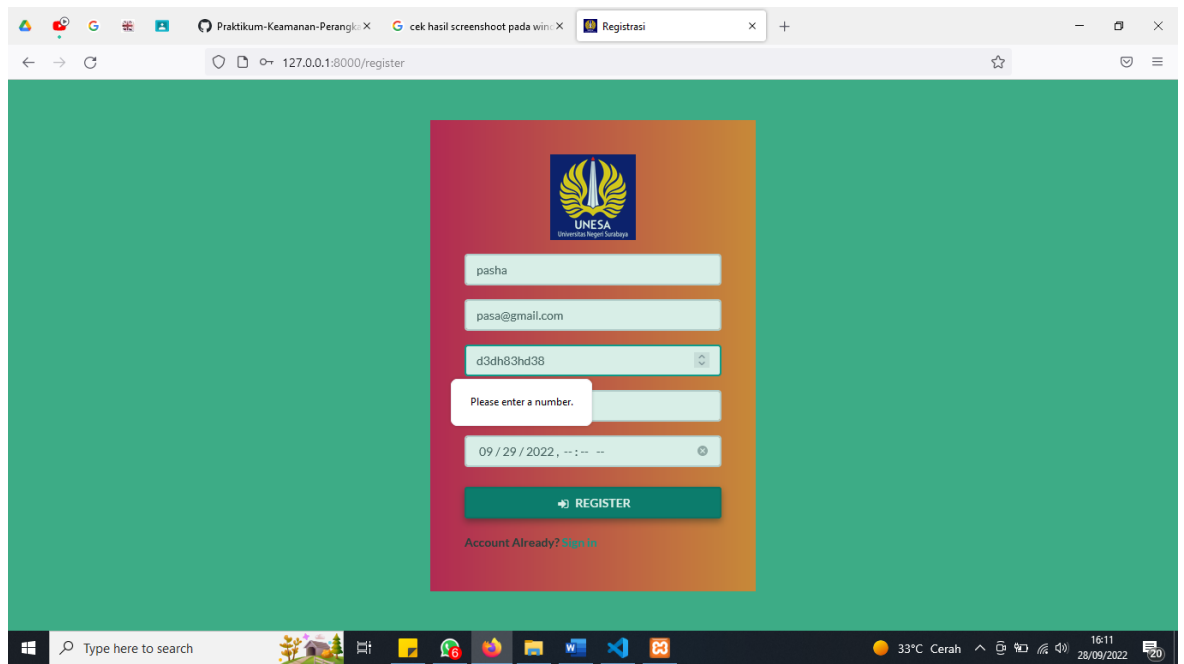 Praktikum-Keamanan-Perangka
cek hasil screenshoot pada wind
Registrasi
127.0.0.1:8000/register
UNESA
Universitas Negeri Surabaya
pasha
pasa@gmail.com
d3dh83hd38
Please enter a number.
09 / 29 / 2022 , -- : -- --
REGISTER
Account Already? Sign in
Type here to search
6
33°C Cerah
16:11
28/09/2022
20